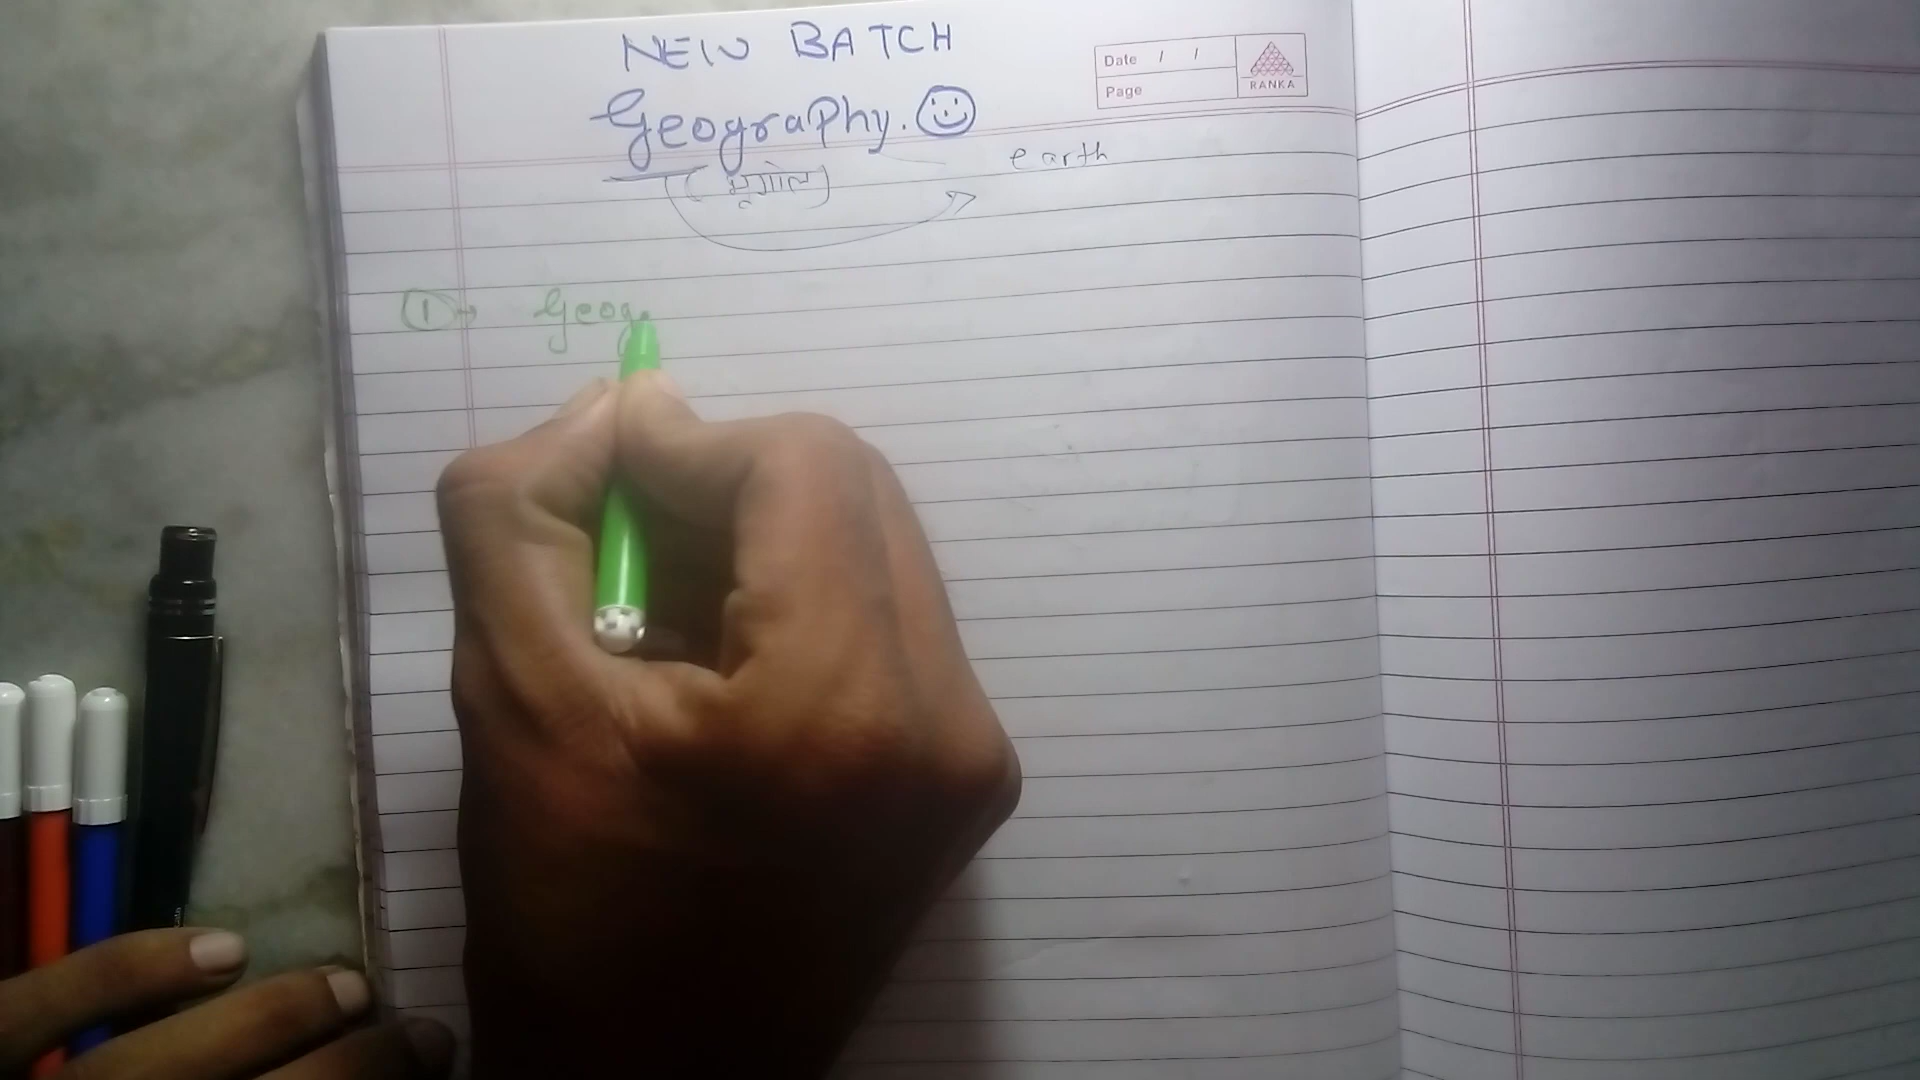 NEW BATCH
Geography.
(भूगोल)
earth
Date / /
Page
RANKA
① → Geog